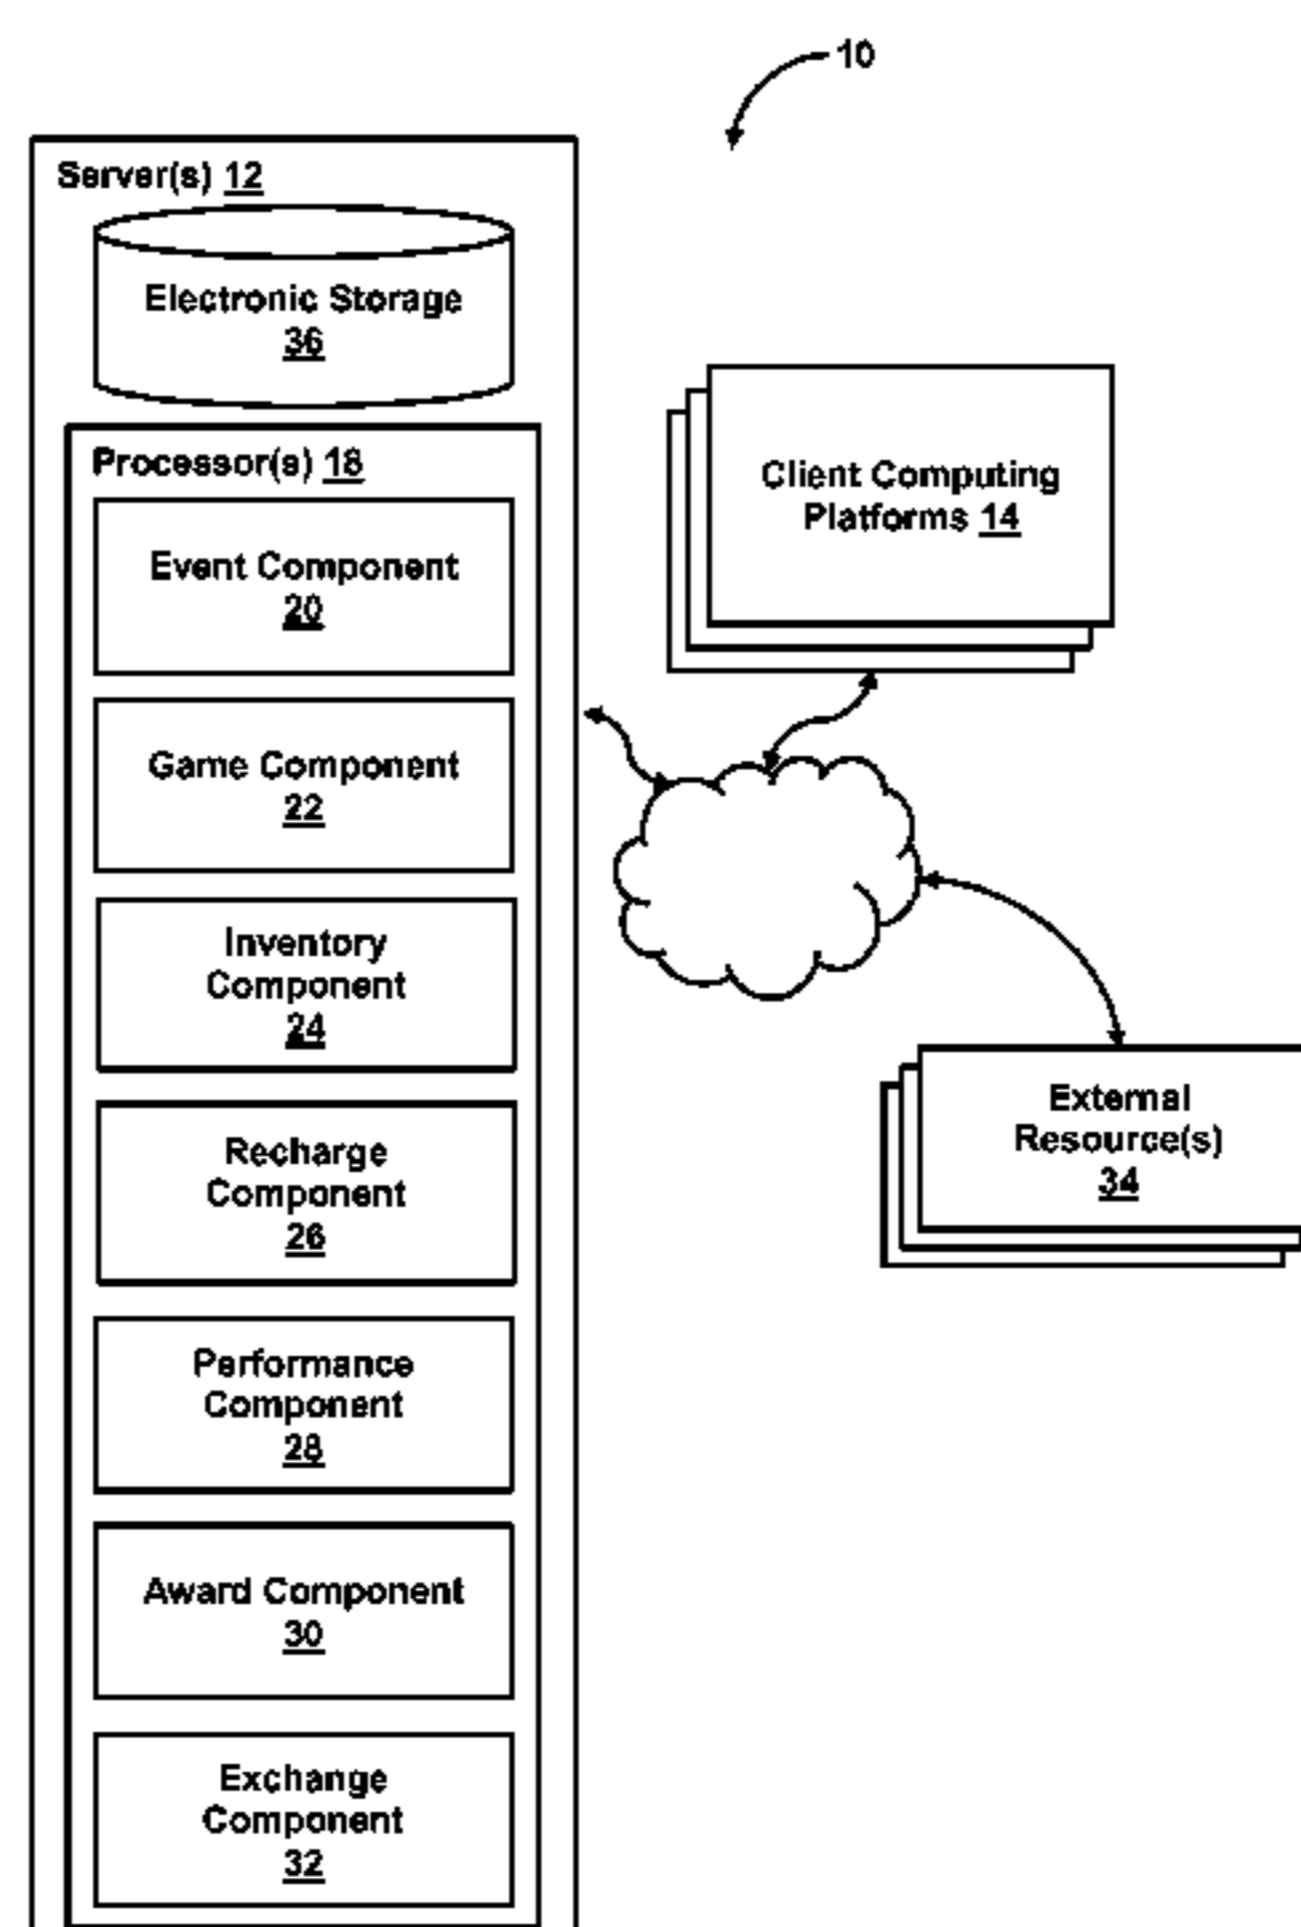 10
Server(s) 12
Electronic Storage
36
Processor(s) 18
Event Component
20
Game Component
22
Inventory
Component
24
Recharge
Component
26
Performance
Component
28
Award Component
30
Exchange
Component
32
Client Computing
Platforms 14
External
Resource(s)
34